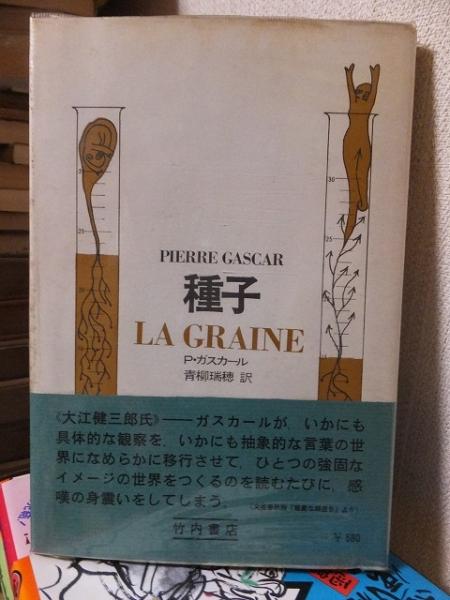 PIERRE GASCAR
種子
LA GRAINE
P・ガスカール
青柳瑞穂 訳
30
25
25
《大江健三郎氏》――ガスカールが、いかにも
具体的な観察を、いかにも抽象的な言葉の世
界になめらかに移行させて、ひとつの強固な
イメージの世界をつくるのを読むたびに、感
嘆の身震いをしてしまう。
竹内書店
¥ 580